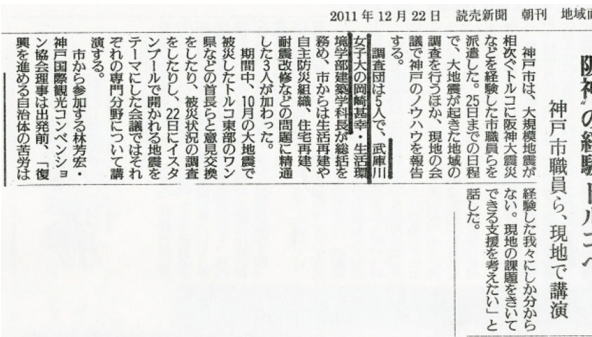 2011年12月22日　読売新聞　朝刊　地域面
阪神〟の経験トルコへ
神戸市職員ら、現地で講演
神戸市は、大規模地震が
相次ぐトルコに阪神大震災
などを経験した市職員らを
派遣した。25日までの日程
で、大地震が起きた地域の
調査を行うほか、現地の会
議で神戸のノウハウを報告
する。
調査団は5人で、武庫川
女子大の岡﨑甚幸・生活環
境学部建築学科長が総括を
務め、市からは生活再建や
自主防災組織、住宅再建、
耐震改修などの問題に精通
した3人が加わった。
期間中、10月の大地震で
被災したトルコ東部のワン
県などの首長らと意見交換
をしたり、被災状況の調査
をしたりし、22日にイスタ
ンブールで開かれる地震を
テーマにした会議ではそれ
ぞれの専門分野について講
演する。
市から参加する林芳宏・
神戸国際観光コンベンショ
ン協会理事は出発前、「復
興を進める自治体の苦労は
経験した我々にしか分から
ない。現地の課題をきいて
できる支援を考えたい」と
話した。